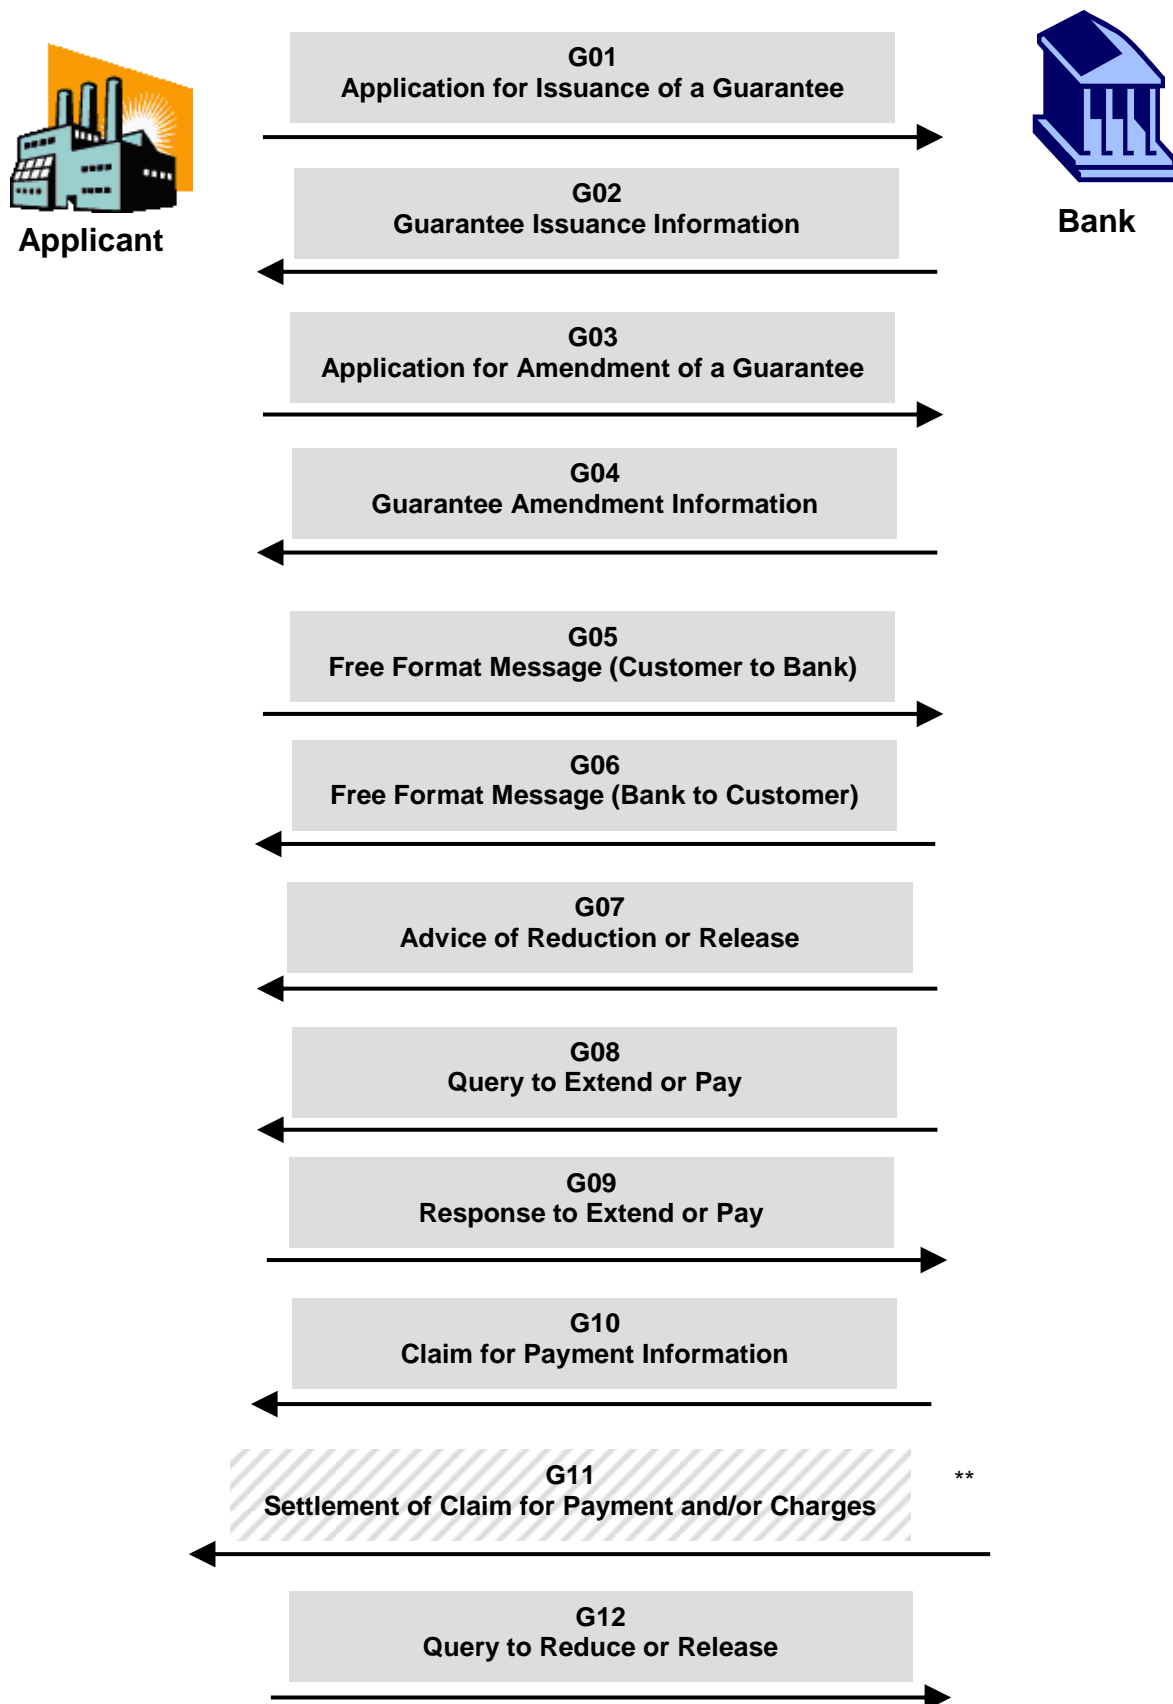 G01
Application for Issuance of a Guarantee
G02
Guarantee Issuance Information
Applicant
Bank
G03
Application for Amendment of a Guarantee
G04
Guarantee Amendment Information
G05
Free Format Message (Customer to Bank)
G06
Free Format Message (Bank to Customer)
G07
Advice of Reduction or Release
G08
Query to Extend or Pay
G09
Response to Extend or Pay
G10
Claim for Payment Information
G11
**
Settlement of Claim for Payment and/or Charges
G12
Query to Reduce or Release